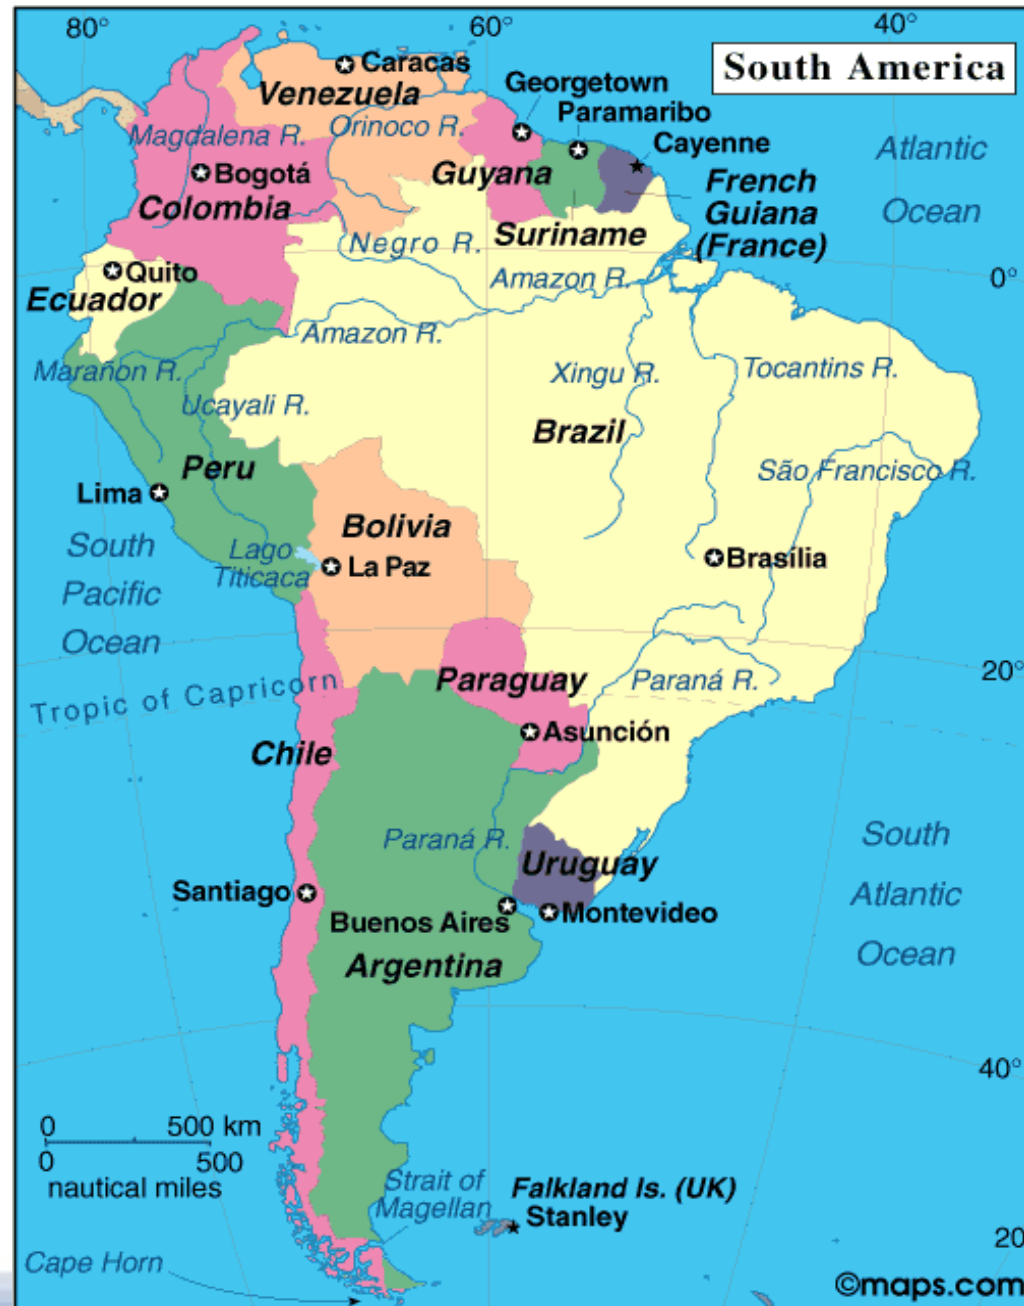 80°
60°
40°
South America
Caracas
Venezuela
Georgetown
Paramaribo
Cayenne
Magdalena R.
Orinoco R.
Atlantic
Ocean
Bogotá
Guyana
French
Guiana
(France)
Colombia
Suriname
Negro R.
Quito
Amazon R.
0°
Ecuador
Amazon R.
Marañon R.
Xingu R.
Tocantins R.
Ucayali R.
Brazil
Peru
São Francisco R.
Lima
South
Pacific
Ocean
Bolivia
Lago
Titicaca
La Paz
Brasília
Tropic of Capricorn
Paraguay
Paraná R.
20°
Asunción
Chile
Paraná R.
Uruguay
South
Atlantic
Ocean
Santiago
Buenos Aires
Montevideo
Argentina
40°
0 500 km
0 500
nautical miles
Strait of
Magellan
Falkland Is. (UK)
Stanley
20
Cape Horn
©maps.com